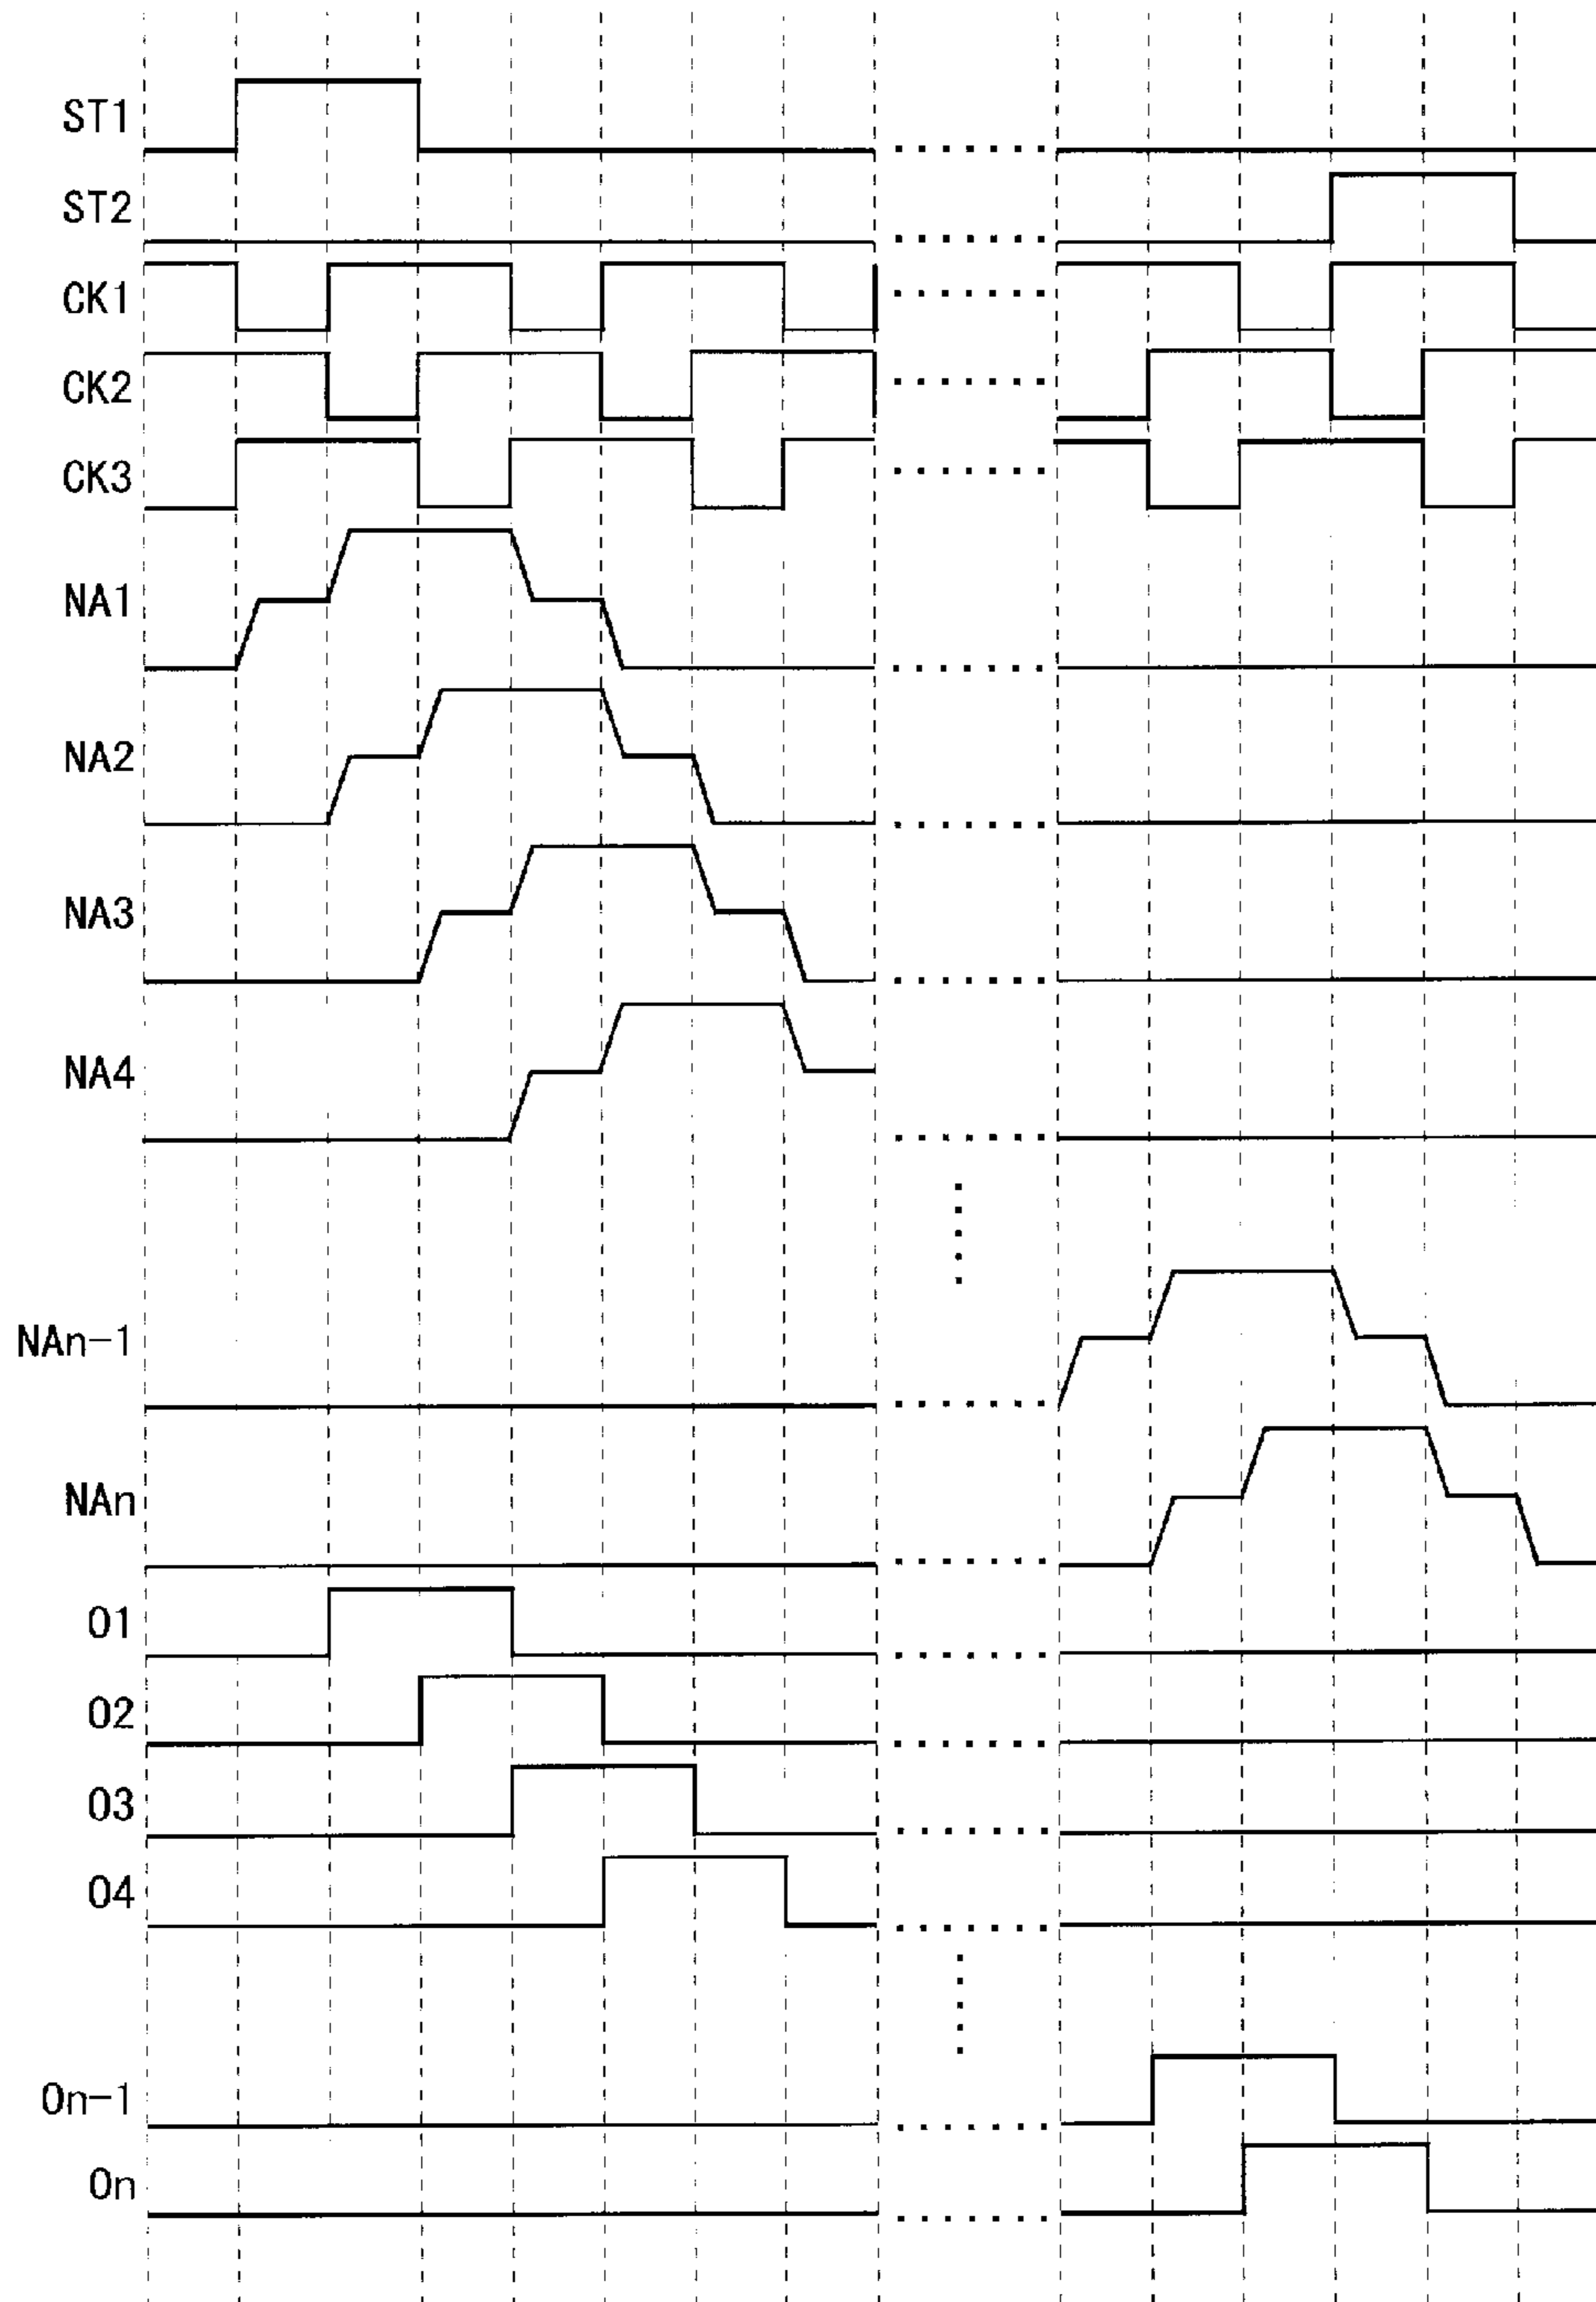 ST1
ST2
CK1
CK2
CK3
NA1
NA2
NA3
NA4
NAn-1
NAn
O1
O2
O3
O4
On-1
On